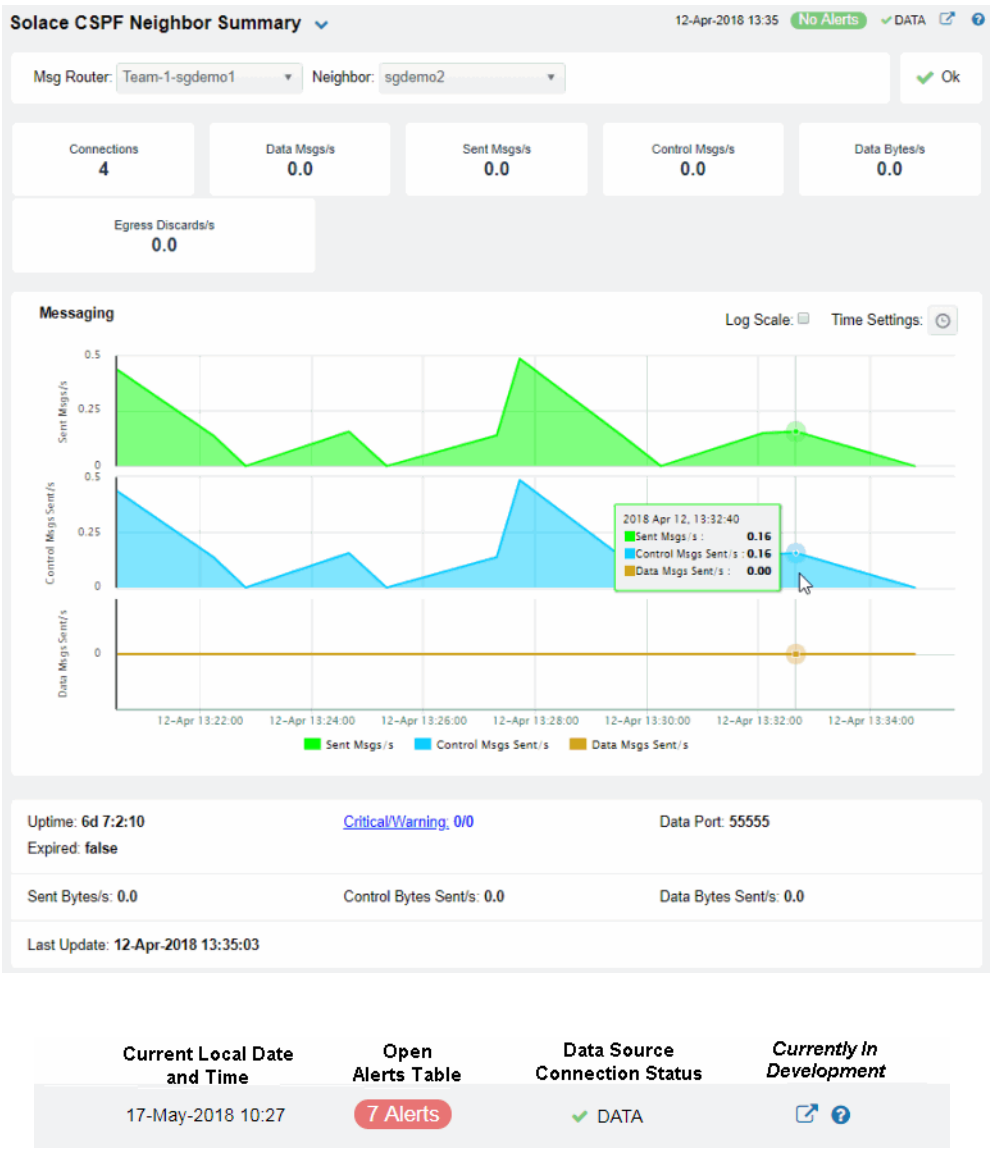 Solace CSPF Neighbor Summary 12-Apr-2018 13:35 No Alerts DATA
Msg Router: Team-1-sgdemo1 Neighbor: sgdemo2 Ok
Connections Data Msgs/s Sent Msgs/s Control Msgs/s Data Bytes/s
4 0.0 0.0 0.0 0.0
Egress Discards/s
0.0
Messaging
Log Scale: Time Settings:
Sent Msgs/s
0.5
0.25
0
Control Msgs Sent/s
0.5
0.25
0
2018 Apr 12, 13:32:40
Sent Msgs/s : 0.16
Control Msgs Sent/s : 0.16
Data Msgs Sent/s : 0.00
Data Msgs Sent/s
0
12-Apr 13:22:00 12-Apr 13:24:00 12-Apr 13:26:00 12-Apr 13:28:00 12-Apr 13:30:00 12-Apr 13:32:00 12-Apr 13:34:00
Sent Msgs/s Control Msgs Sent/s Data Msgs Sent/s
Uptime: 6d 7:2:10 Critical/Warning: 0/0 Data Port: 55555
Expired: false
Sent Bytes/s: 0.0 Control Bytes Sent/s: 0.0 Data Bytes Sent/s: 0.0
Last Update: 12-Apr-2018 13:35:03
Current Local Date Open Data Source Currently In
and Time Alerts Table Connection Status Development
17-May-2018 10:27 7 Alerts DATA